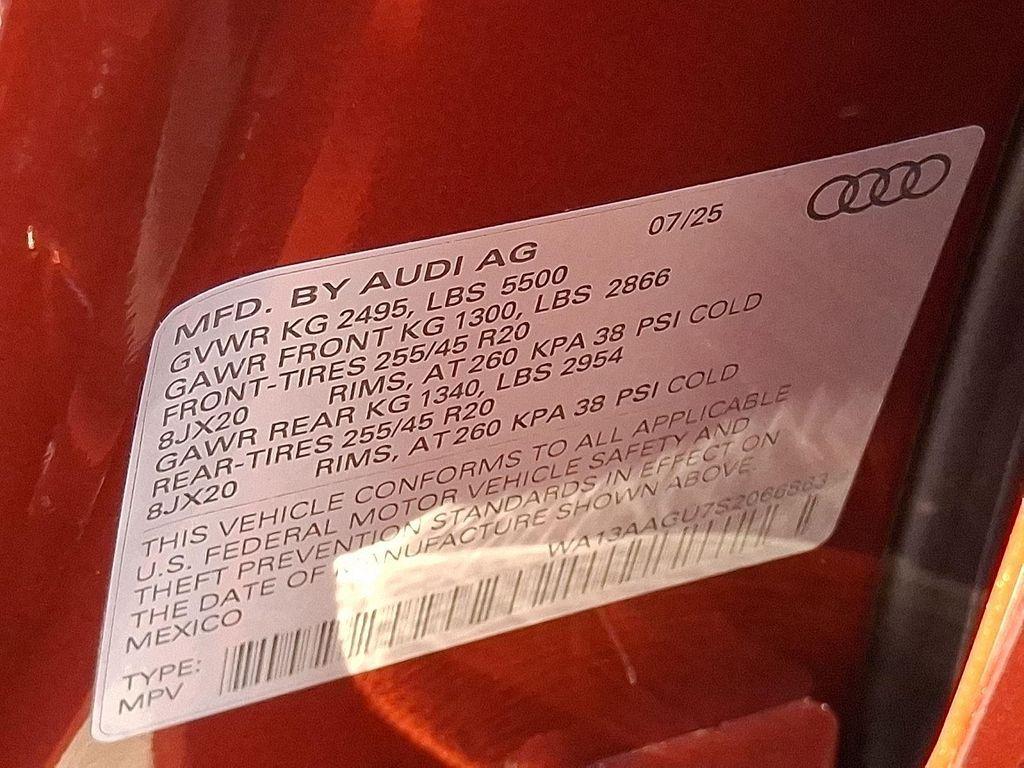 MFD. BY AUDI AG 07/25
GVWR KG 2495, LBS 5500
GAWR FRONT KG 1300, LBS 2866
FRONT-TIRES 255/45 R20
8JX20 RIMS, AT 260 KPA 38 PSI COLD
GAWR REAR KG 1340, LBS 2954
REAR-TIRES 255/45 R20
8JX20 RIMS, AT 260 KPA 38 PSI COLD
THIS VEHICLE CONFORMS TO ALL APPLICABLE
U.S. FEDERAL MOTOR VEHICLE SAFETY AND
THEFT PREVENTION STANDARDS IN EFFECT ON
THE DATE OF MANUFACTURE SHOWN ABOVE.
MEXICO
WA13AAGU7S2066863
TYPE:
MPV